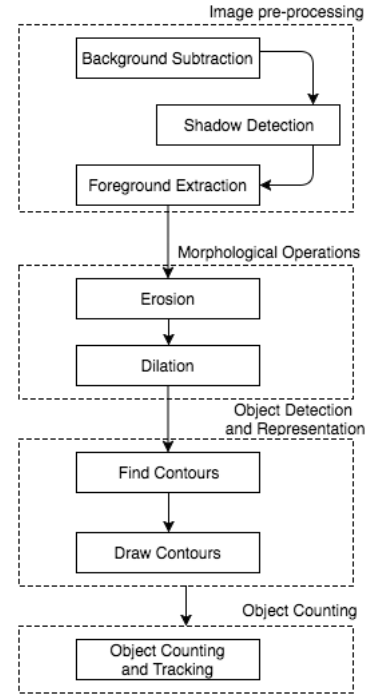 Image pre-processing
Background Subtraction
Shadow Detection
Foreground Extraction
Morphological Operations
Erosion
Dilation
Object Detection
and Representation
Find Contours
Draw Contours
Object Counting
Object Counting
and Tracking